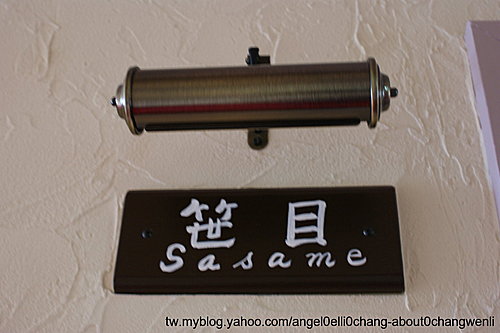 笹目
Sasame
tw.myblog.yahoo.com/angel0elli0chang-about0changwenli